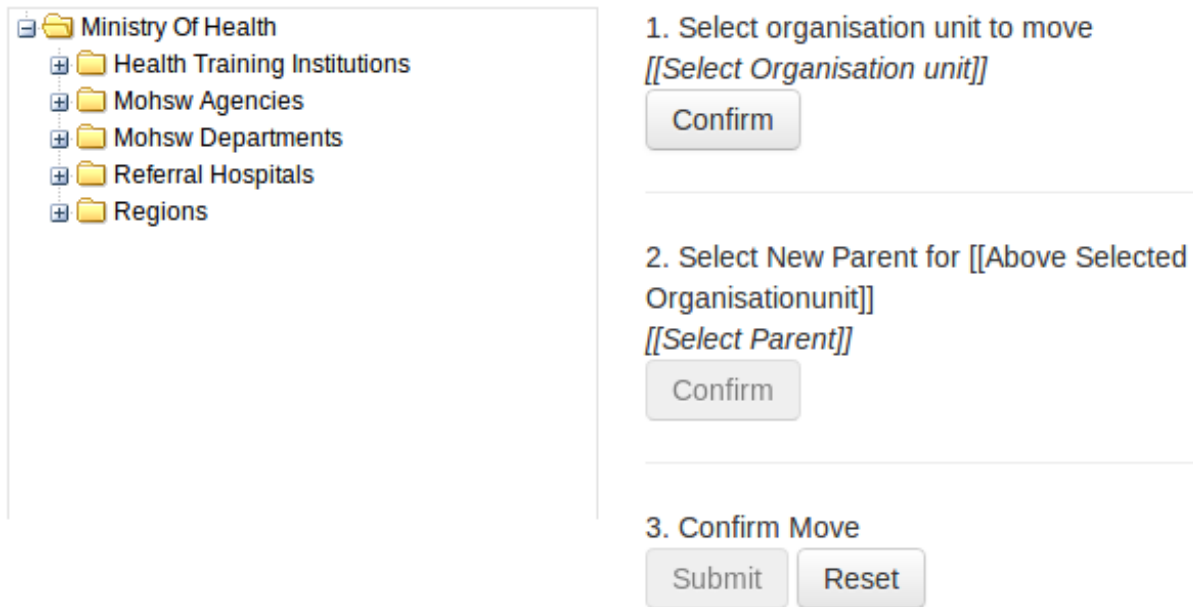 Ministry Of Health
Health Training Institutions
Mohsw Agencies
Mohsw Departments
Referral Hospitals
Regions
1. Select organisation unit to move
[[Select Organisation unit]]
Confirm
2. Select New Parent for [[Above Selected
Organisationunit]]
[[Select Parent]]
Confirm
3. Confirm Move
Submit Reset